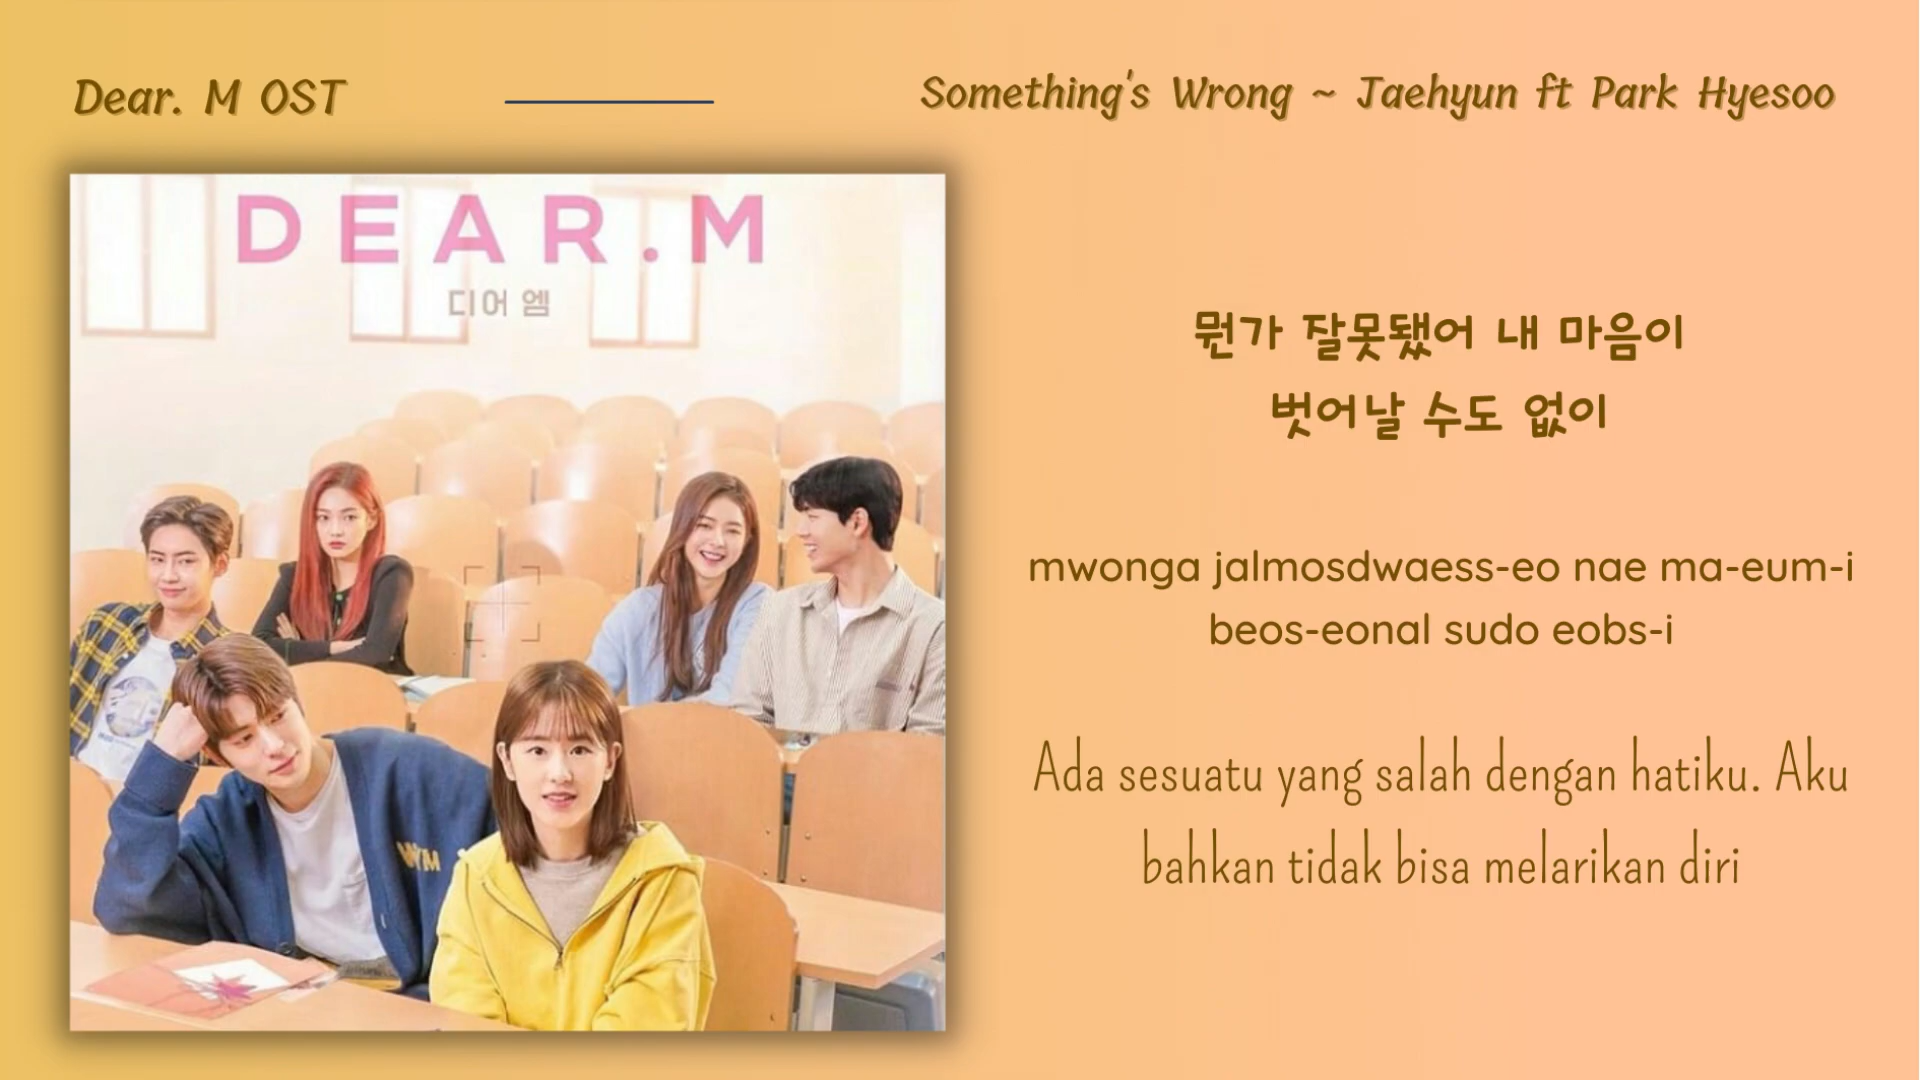 Dear. M OST
Something's Wrong ~ Jaehyun ft Park Hyesoo
DEAR.M
디어 엠
뭔가 잘못됐어 내 마음이
벗어날 수도 없이
mwonga jalmosdwaess-eo nae ma-eum-i
beos-eonal sudo eobs-i
Ada sesuatu yang salah dengan hatiku. Aku
bahkan tidak bisa melarikan diri